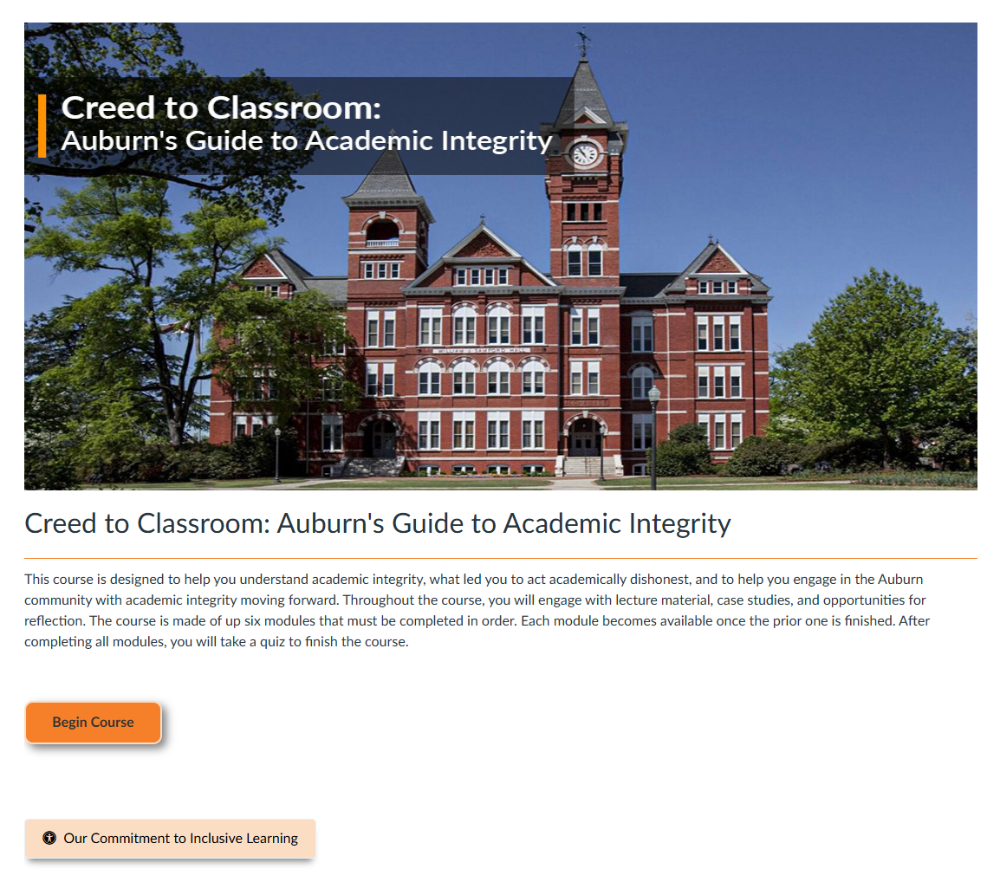 Creed to Classroom:
Auburn's Guide to Academic Integrity
WILLIAM J SAMFORD HALL
Creed to Classroom: Auburn's Guide to Academic Integrity
This course is designed to help you understand academic integrity, what led you to act academically dishonest, and to help you engage in the Auburn
community with academic integrity moving forward. Throughout the course, you will engage with lecture material, case studies, and opportunities for
reflection. The course is made of up six modules that must be completed in order. Each module becomes available once the prior one is finished. After
completing all modules, you will take a quiz to finish the course.
Begin Course
Our Commitment to Inclusive Learning